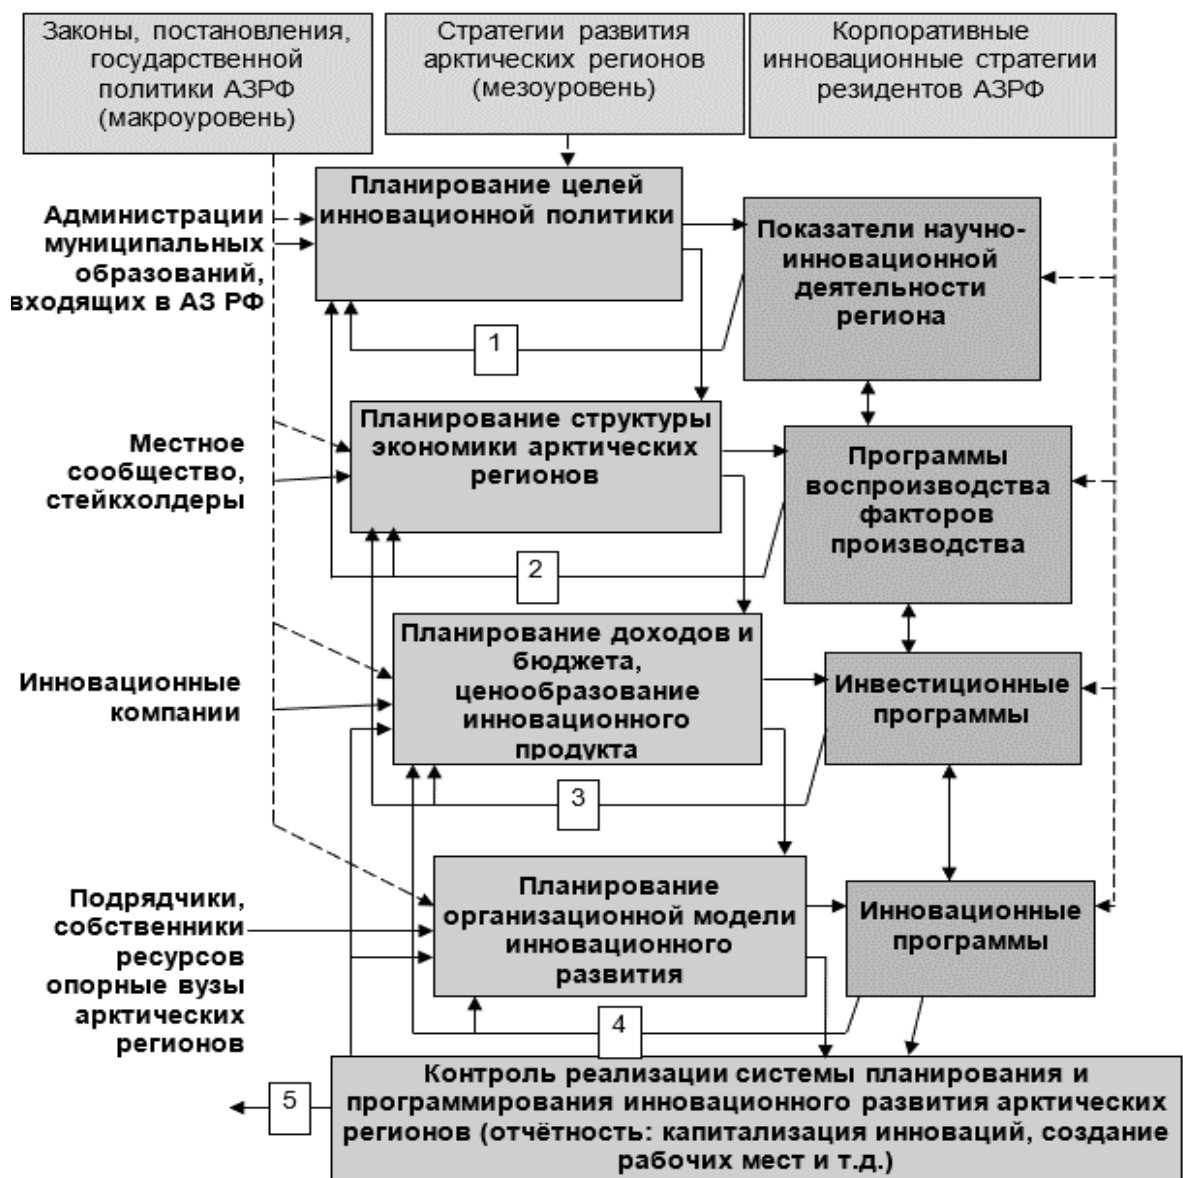 Законы, постановления,
государственной
политики АЗРФ
(макроуровень)
Стратегии развития
арктических регионов
(мезоуровень)
Корпоративные
инновационные стратегии
резидентов АЗРФ
Планирование целей
инновационной политики
Администрации
муниципальных
образований,
входящих в АЗ РФ
Показатели научно-
инновационной
деятельности
региона
1
Планирование структуры
экономики арктических
регионов
Местное
сообщество,
стейкхолдеры
Программы
воспроизводства
факторов
производства
2
Планирование доходов и
бюджета,
ценообразование
инновационного
продукта
Инновационные
компании
Инвестиционные
программы
3
Планирование
организационной модели
инновационного
развития
Подрядчики,
собственники
ресурсов
опорные вузы
арктических
регионов
Инновационные
программы
4
5
Контроль реализации системы планирования и
программирования инновационного развития арктических
регионов (отчётность: капитализация инноваций, создание
рабочих мест и т.д.)